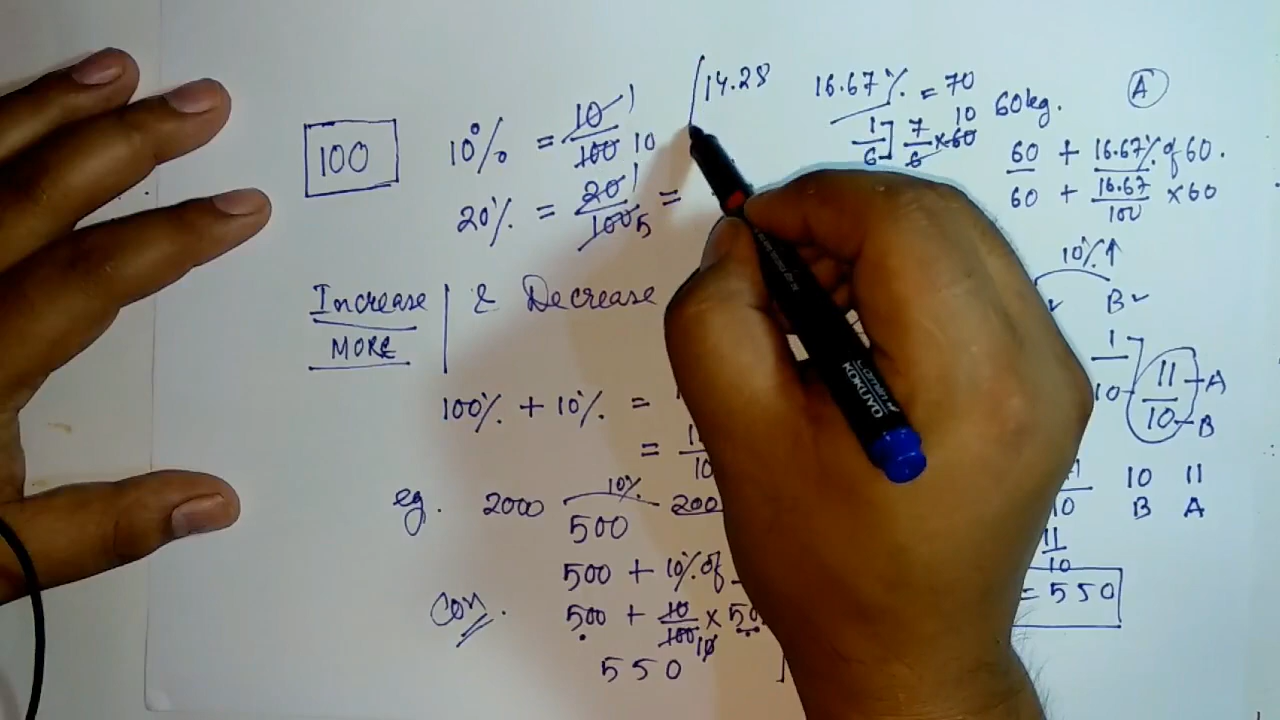 14.28
16.67% = 70
A
100
10% = 10/100 1 10
1/6] 7/6 × 60 10
60kg.
60 + 16.67% of 60.
20% = 20/100 1 5 =
60 + 16.67/100 × 60
10% ↑
B ✓
Increase & Decrease
MORE
1/10
11/10
A
B
100% + 10% =
=
10%
eg. 2000 200
500
10 11
B A
11/10
500 + 10% of
= 550
Con. 500 + 10/100 × 50
10
550
KOKUYO